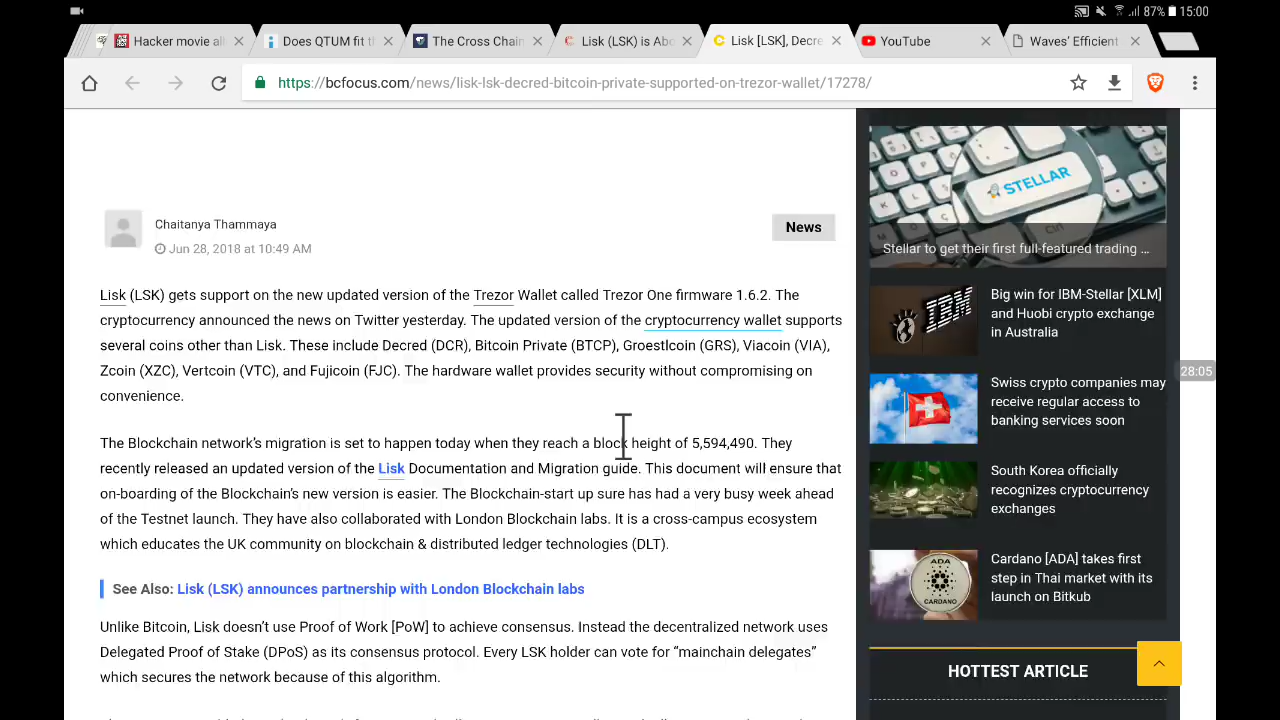 87% 15:00
Hacker movie al
Does QTUM fit th
The Cross Chain
Lisk (LSK) is Abo
Lisk [LSK], Decre
YouTube
Waves' Efficient
https://bcfocus.com/news/lisk-lsk-decred-bitcoin-private-supported-on-trezor-wallet/17278/
Chaitanya Thammaya
Jun 28, 2018 at 10:49 AM
News
Lisk (LSK) gets support on the new updated version of the Trezor Wallet called Trezor One firmware 1.6.2. The
cryptocurrency announced the news on Twitter yesterday. The updated version of the cryptocurrency wallet supports
several coins other than Lisk. These include Decred (DCR), Bitcoin Private (BTCP), Groestlcoin (GRS), Viacoin (VIA),
Zcoin (XZC), Vertcoin (VTC), and Fujicoin (FJC). The hardware wallet provides security without compromising on
convenience.
The Blockchain network's migration is set to happen today when they reach a block height of 5,594,490. They
recently released an updated version of the Lisk Documentation and Migration guide. This document will ensure that
on-boarding of the Blockchain's new version is easier. The Blockchain-start up sure has had a very busy week ahead
of the Testnet launch. They have also collaborated with London Blockchain labs. It is a cross-campus ecosystem
which educates the UK community on blockchain & distributed ledger technologies (DLT).
See Also: Lisk (LSK) announces partnership with London Blockchain labs
Unlike Bitcoin, Lisk doesn't use Proof of Work [PoW] to achieve consensus. Instead the decentralized network uses
Delegated Proof of Stake (DPoS) as its consensus protocol. Every LSK holder can vote for "mainchain delegates"
which secures the network because of this algorithm.
STELLAR
Stellar to get their first full-featured trading ...
IBM
Big win for IBM-Stellar [XLM]
and Huobi crypto exchange
in Australia
Swiss crypto companies may
receive regular access to
banking services soon
South Korea officially
recognizes cryptocurrency
exchanges
ADA
CARDANO
Cardano [ADA] takes first
step in Thai market with its
launch on Bitkub
HOTTEST ARTICLE
28:05